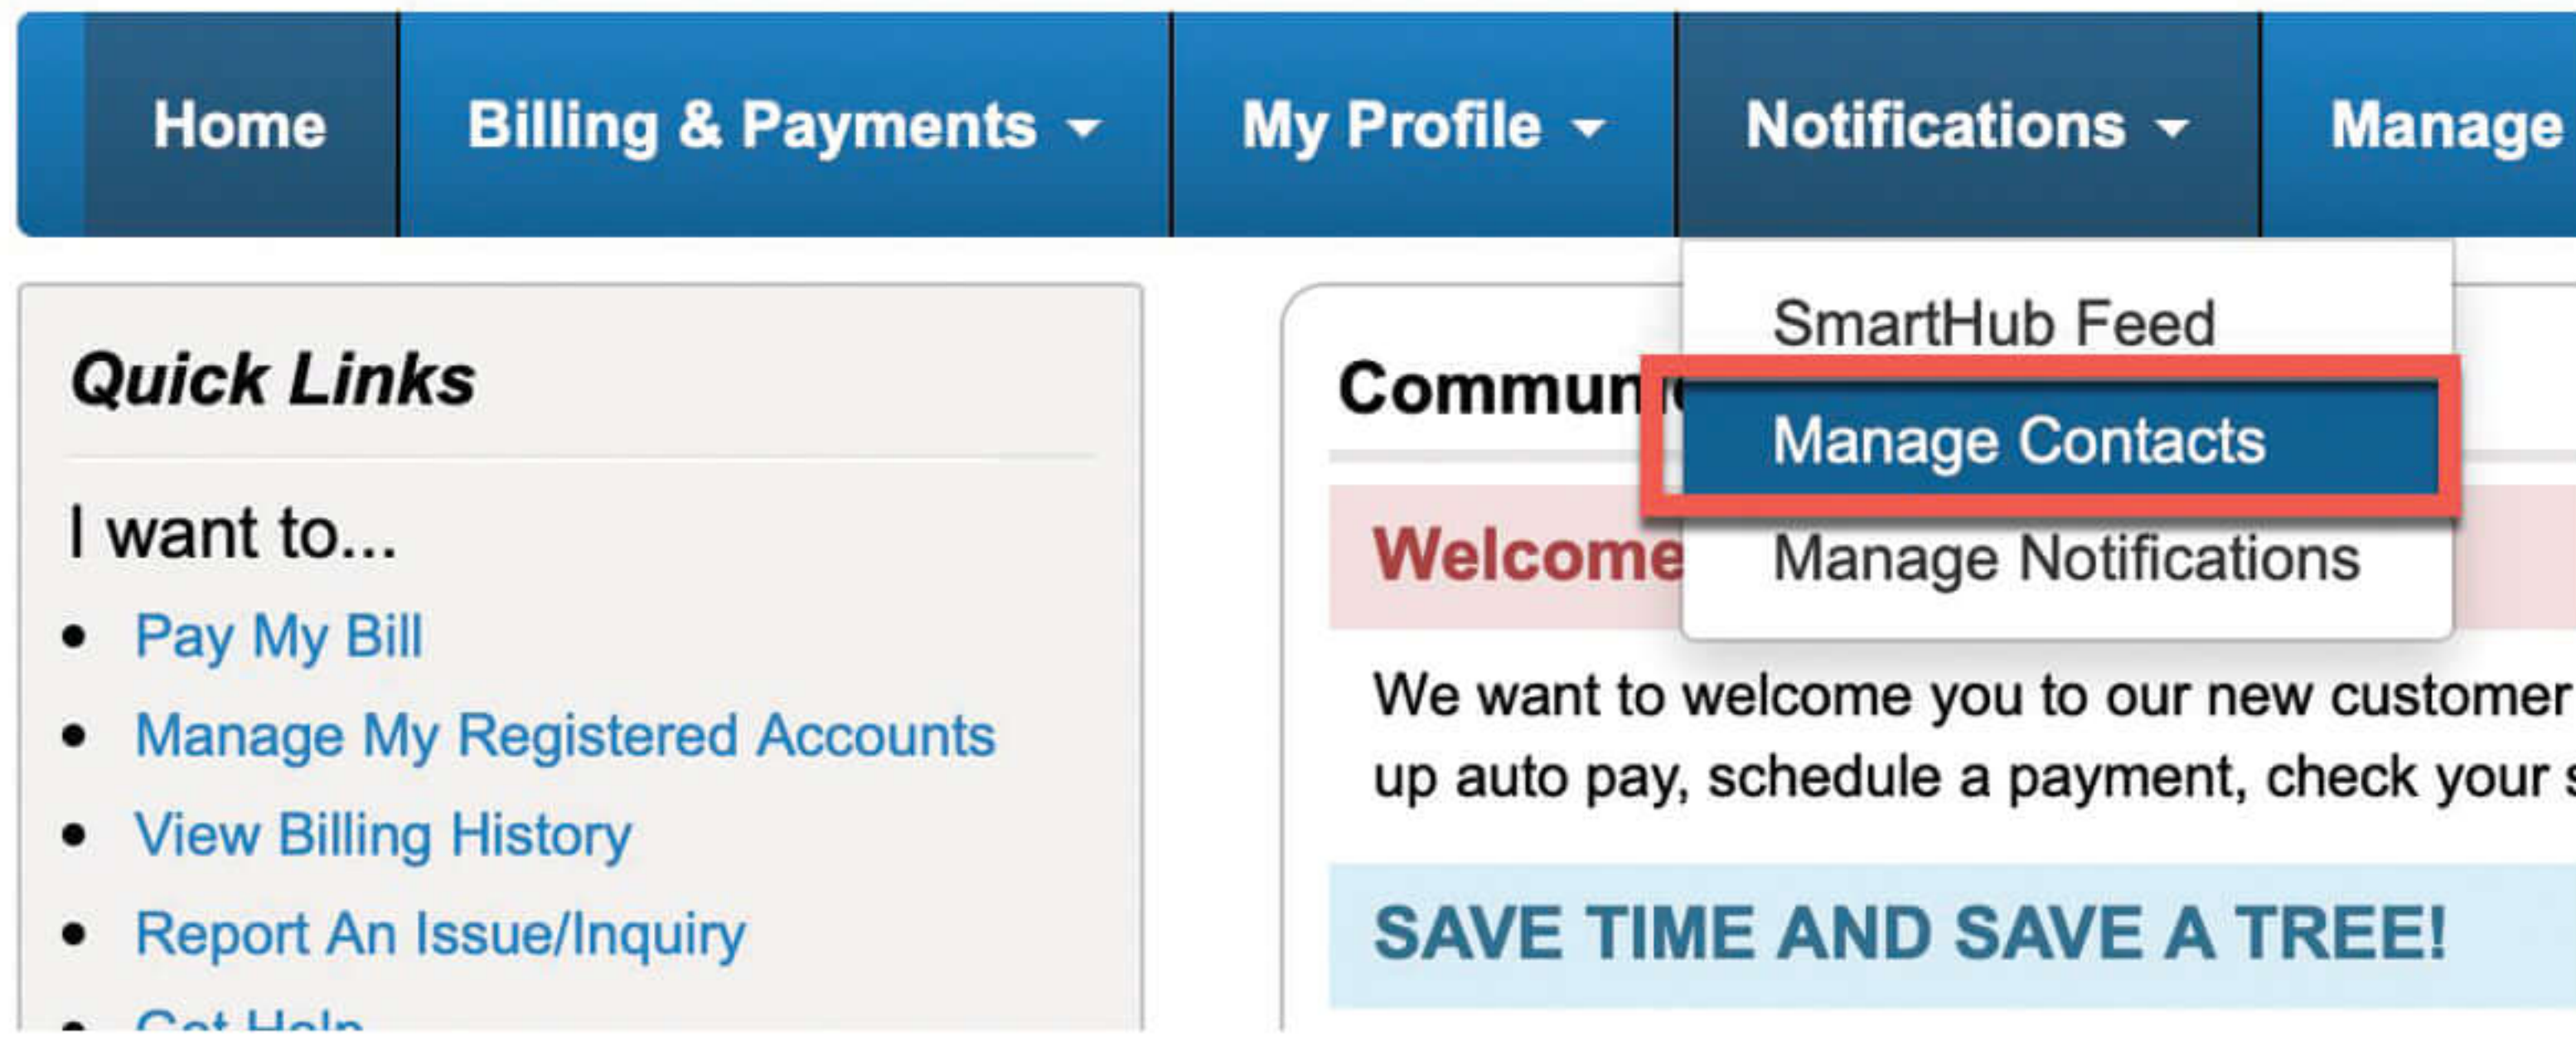 Home Billing & Payments My Profile Notifications Manage
SmartHub Feed
Manage Contacts
Manage Notifications
Quick Links
I want to...
Pay My Bill
Manage My Registered Accounts
View Billing History
Report An Issue/Inquiry
Get Help
Welcome
We want to welcome you to our new customer
up auto pay, schedule a payment, check your
SAVE TIME AND SAVE A TREE!